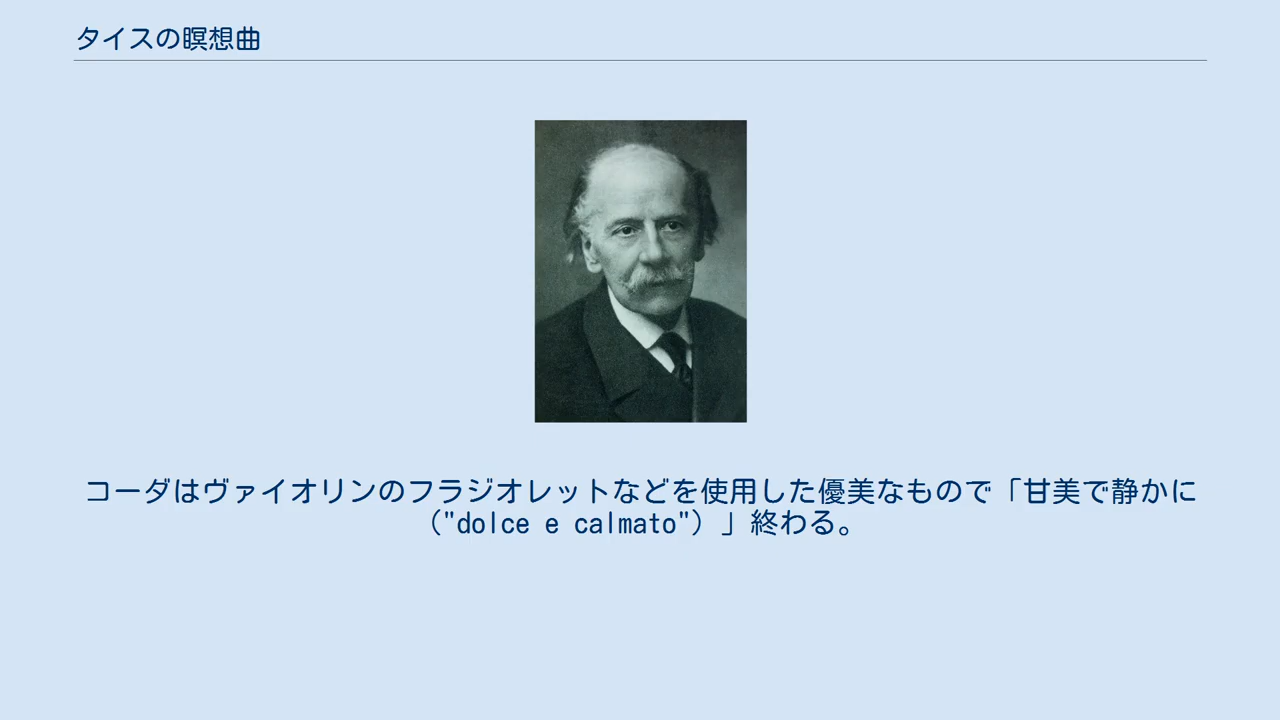 タイスの瞑想曲
コーダはヴァイオリンのフラジオレットなどを使用した優美なもので「甘美で静かに
（"dolce e calmato"）」終わる。